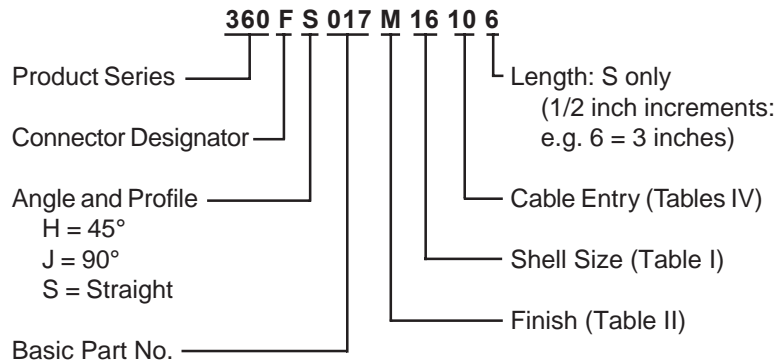 360 F S 017 M 16 10 6
Product Series
Connector Designator
Angle and Profile
H = 45°
J = 90°
S = Straight
Basic Part No.
Length: S only
(1/2 inch increments:
e.g. 6 = 3 inches)
Cable Entry (Tables IV)
Shell Size (Table I)
Finish (Table II)